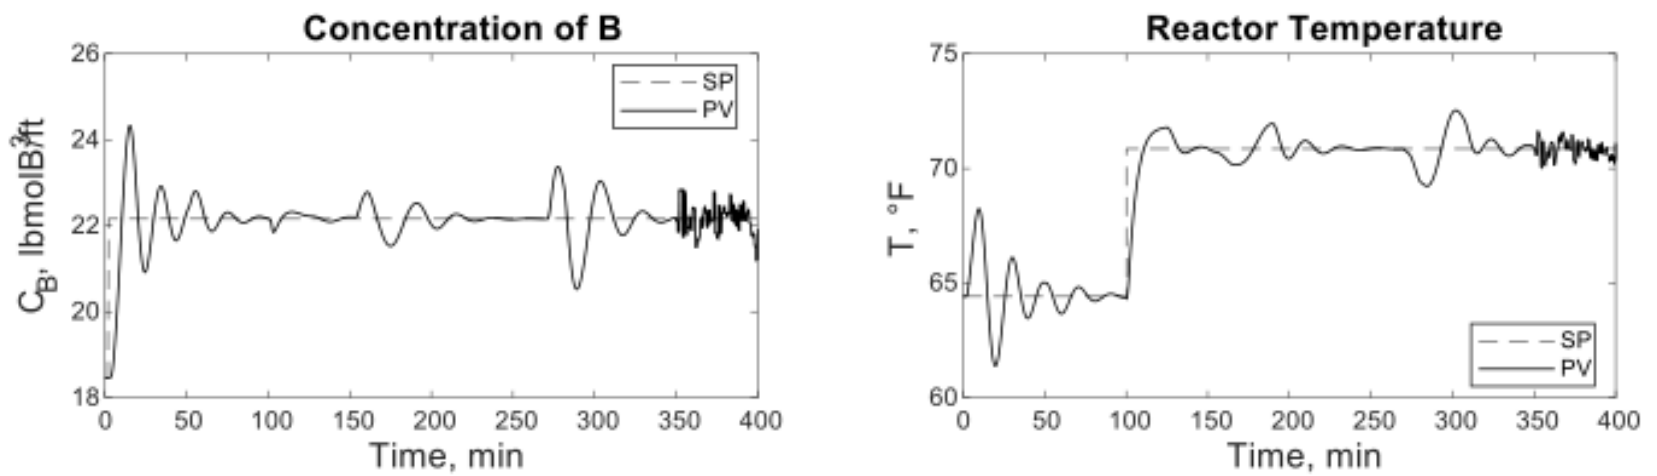 Concentration of B
26
24
22
20
18
C_B, lbmolB/ft^3
SP
PV
0 50 100 150 200 250 300 350 400
Time, min
Reactor Temperature
75
70
65
60
T, °F
SP
PV
0 50 100 150 200 250 300 350 400
Time, min